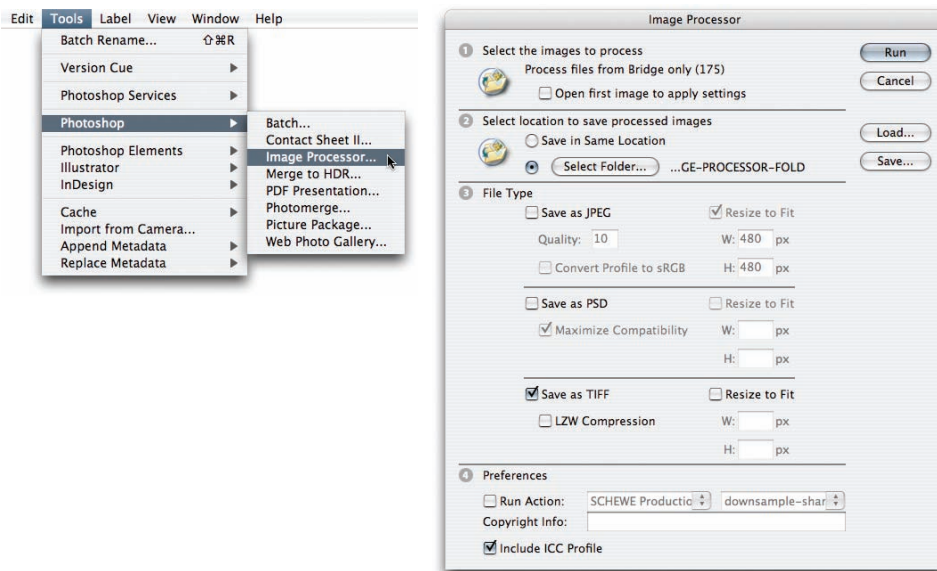 Edit Tools Label View Window Help
Batch Rename... ⇧⌘R
Version Cue
Photoshop Services
Photoshop
Photoshop Elements
Illustrator
InDesign
Cache
Import from Camera...
Append Metadata
Replace Metadata
Batch...
Contact Sheet II...
Image Processor...
Merge to HDR...
PDF Presentation...
Photomerge...
Picture Package...
Web Photo Gallery...
Image Processor
1 Select the images to process
Process files from Bridge only (175)
Open first image to apply settings
Run
Cancel
2 Select location to save processed images
Save in Same Location
Select Folder... ...GE-PROCESSOR-FOLD
Load...
Save...
3 File Type
Save as JPEG Resize to Fit
Quality: 10 W: 480 px
Convert Profile to sRGB H: 480 px
Save as PSD Resize to Fit
Maximize Compatibility W: px
H: px
Save as TIFF Resize to Fit
LZW Compression W: px
H: px
4 Preferences
Run Action: SCHEWE Productio downsample-shar
Copyright Info:
Include ICC Profile